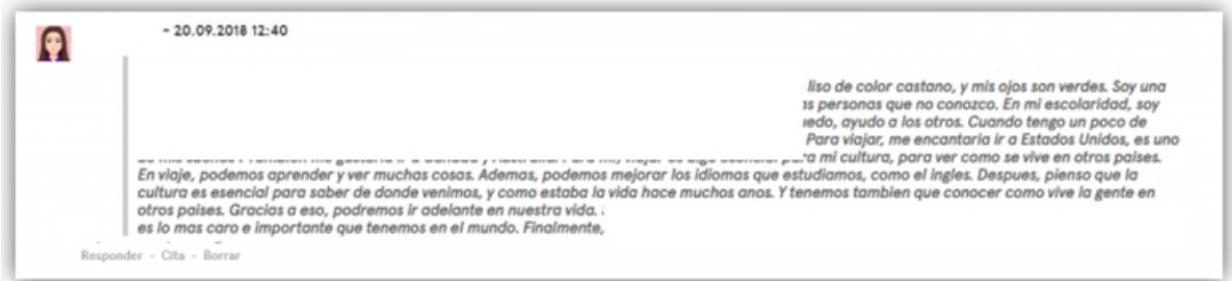 - 20.09.2018 12:40
liso de color castano, y mis ojos son verdes. Soy una
personas que no conozco. En mi escolaridad, soy
ayudo a los otros. Cuando tengo un poco de
Para viajar, me encantaria ir a Estados Unidos, es uno
mi cultura, para ver como se vive en otros paises.
En viaje, podemos aprender y ver muchas cosas. Ademas, podemos mejorar los idiomas que estudiamos, como el ingles. Despues, pienso que la
cultura es esencial para saber de donde venimos, y como estaba la vida hace muchos anos. Y tenemos tambien que conocer como vive la gente en
otros paises. Gracias a eso, podremos ir adelante en nuestra vida.
es lo mas caro e importante que tenemos en el mundo. Finalmente,
Responder - Cita - Borrar